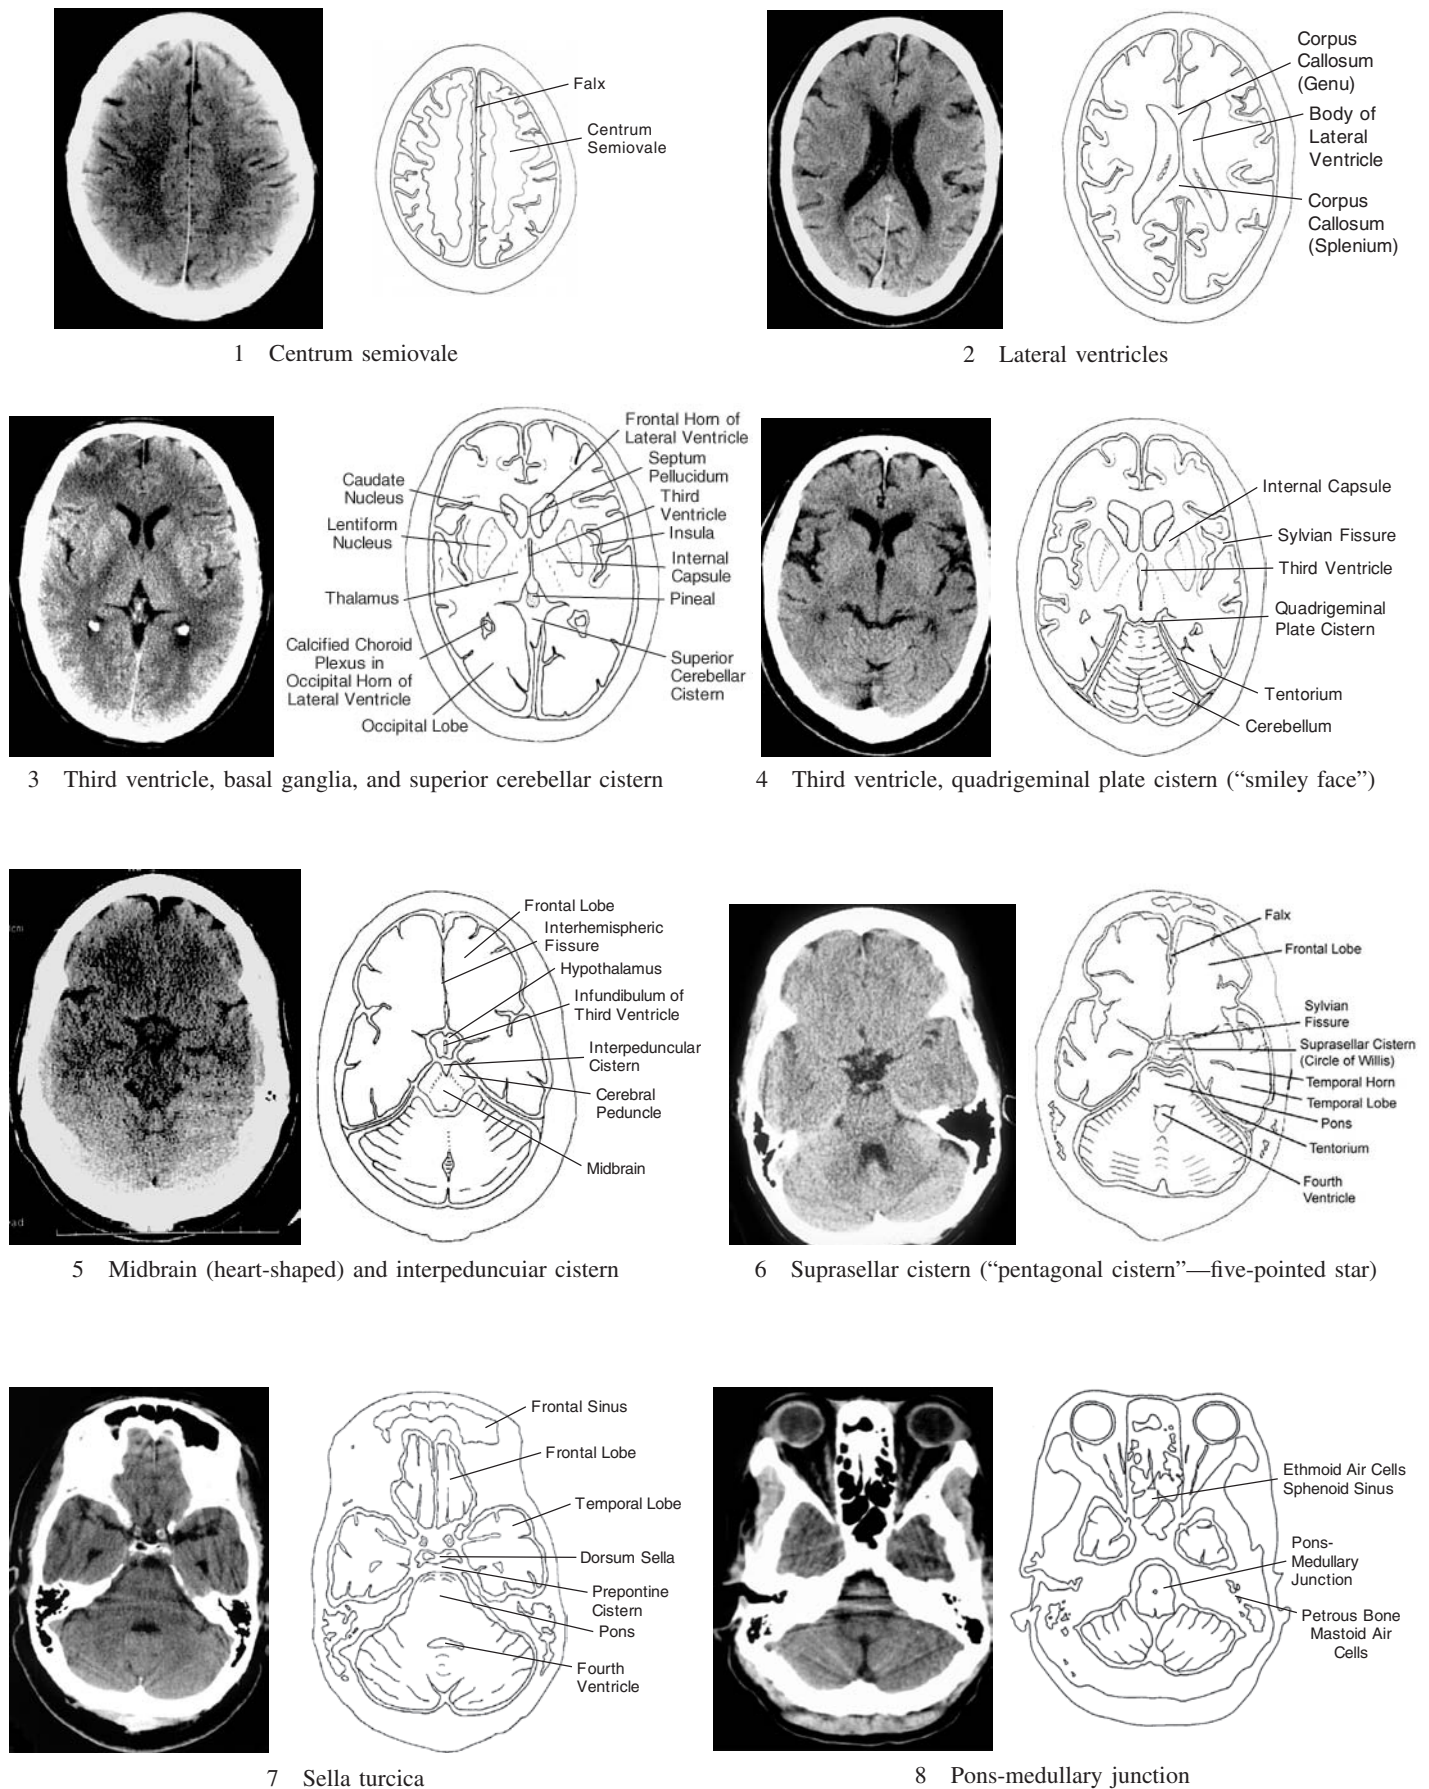 Falx
Centrum
Semiovale
1 Centrum semiovale
Corpus
Callosum
(Genu)
Body of
Lateral
Ventricle
Corpus
Callosum
(Splenium)
2 Lateral ventricles
Frontal Horn of
Lateral Ventricle
Septum
Pellucidum
Third
Ventricle
Insula
Internal
Capsule
Pineal
Superior
Cerebellar
Cistern
Caudate
Nucleus
Lentiform
Nucleus
Thalamus
Calcified Choroid
Plexus in
Occipital Horn of
Lateral Ventricle
Occipital Lobe
3 Third ventricle, basal ganglia, and superior cerebellar cistern
Internal Capsule
Sylvian Fissure
Third Ventricle
Quadrigeminal
Plate Cistern
Tentorium
Cerebellum
4 Third ventricle, quadrigeminal plate cistern (“smiley face”)
Frontal Lobe
Interhemispheric
Fissure
Hypothalamus
Infundibulum of
Third Ventricle
Interpeduncular
Cistern
Cerebral
Peduncle
Midbrain
5 Midbrain (heart-shaped) and interpeduncuiar cistern
Falx
Frontal Lobe
Sylvian
Fissure
Suprasellar Cistern
(Circle of Willis)
Temporal Horn
Temporal Lobe
Pons
Tentorium
Fourth
Ventricle
6 Suprasellar cistern (“pentagonal cistern”—five-pointed star)
Frontal Sinus
Frontal Lobe
Temporal Lobe
Dorsum Sella
Prepontine
Cistern
Pons
Fourth
Ventricle
7 Sella turcica
Ethmoid Air Cells
Sphenoid Sinus
Pons-
Medullary
Junction
Petrous Bone
Mastoid Air
Cells
8 Pons-medullary junction